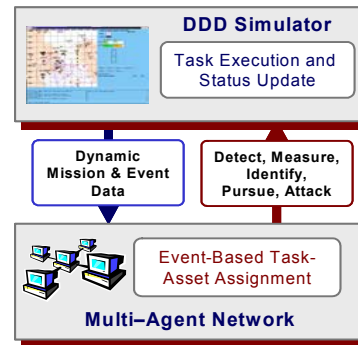 DDD Simulator
Task Execution and
Status Update
Dynamic
Mission & Event
Data
Detect, Measure,
Identify,
Pursue, Attack
Event-Based Task-
Asset Assignment
Multi–Agent Network